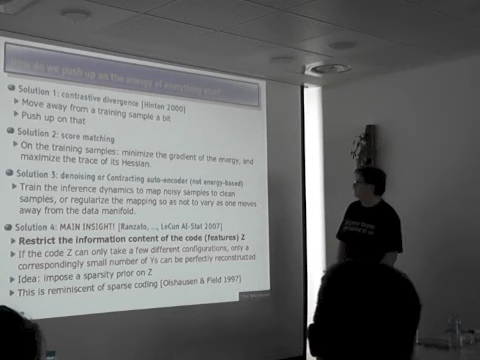 How do we push up on the energy of everything else?
Solution 1: contrastive divergence [Hinton 2000]
Move away from a training sample a bit
Push up on that
Solution 2: score matching
On the training samples: minimize the gradient of the energy, and
maximize the trace of its Hessian.
Solution 3: denoising or Contracting auto-encoder (not energy-based)
Train the inference dynamics to map noisy samples to clean
samples, or regularize the mapping so as not to vary as one moves
away from the data manifold.
Solution 4: MAIN INSIGHT! [Ranzato, ..., LeCun AI-Stat 2007]
Restrict the information content of the code (features) Z
If the code Z can only take a few different configurations, only a
correspondingly small number of Ys can be perfectly reconstructed
Idea: impose a sparsity prior on Z
This is reminiscent of sparse coding [Olshausen & Field 1997]